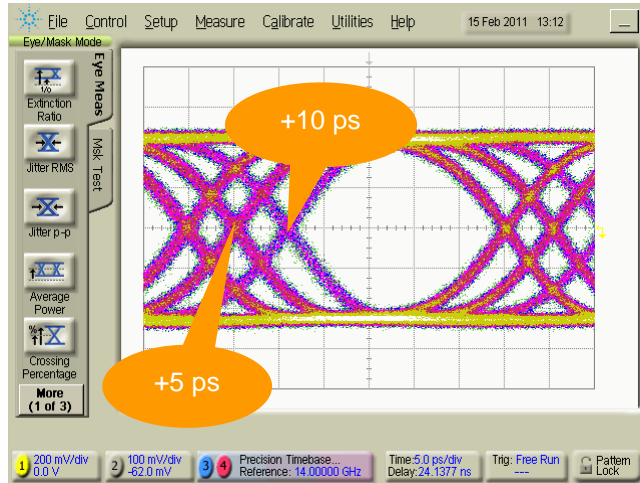 File Control Setup Measure Calibrate Utilities Help 15 Feb 2011 13:12
Eye/Mask Mode
Eye Meas
Msk Test
1/0
Extinction
Ratio
Jitter RMS
Jitter p-p
Average
Power
%
Crossing
Percentage
More
(1 of 3)
+10 ps
+5 ps
1 200 mV/div
0.0 V
2 100 mV/div
-62.0 mV
3 4 Precision Timebase...
Reference: 14.00000 GHz
Time:5.0 ps/div
Delay:24.1377 ns
Trig: Free Run
---
Pattern
Lock